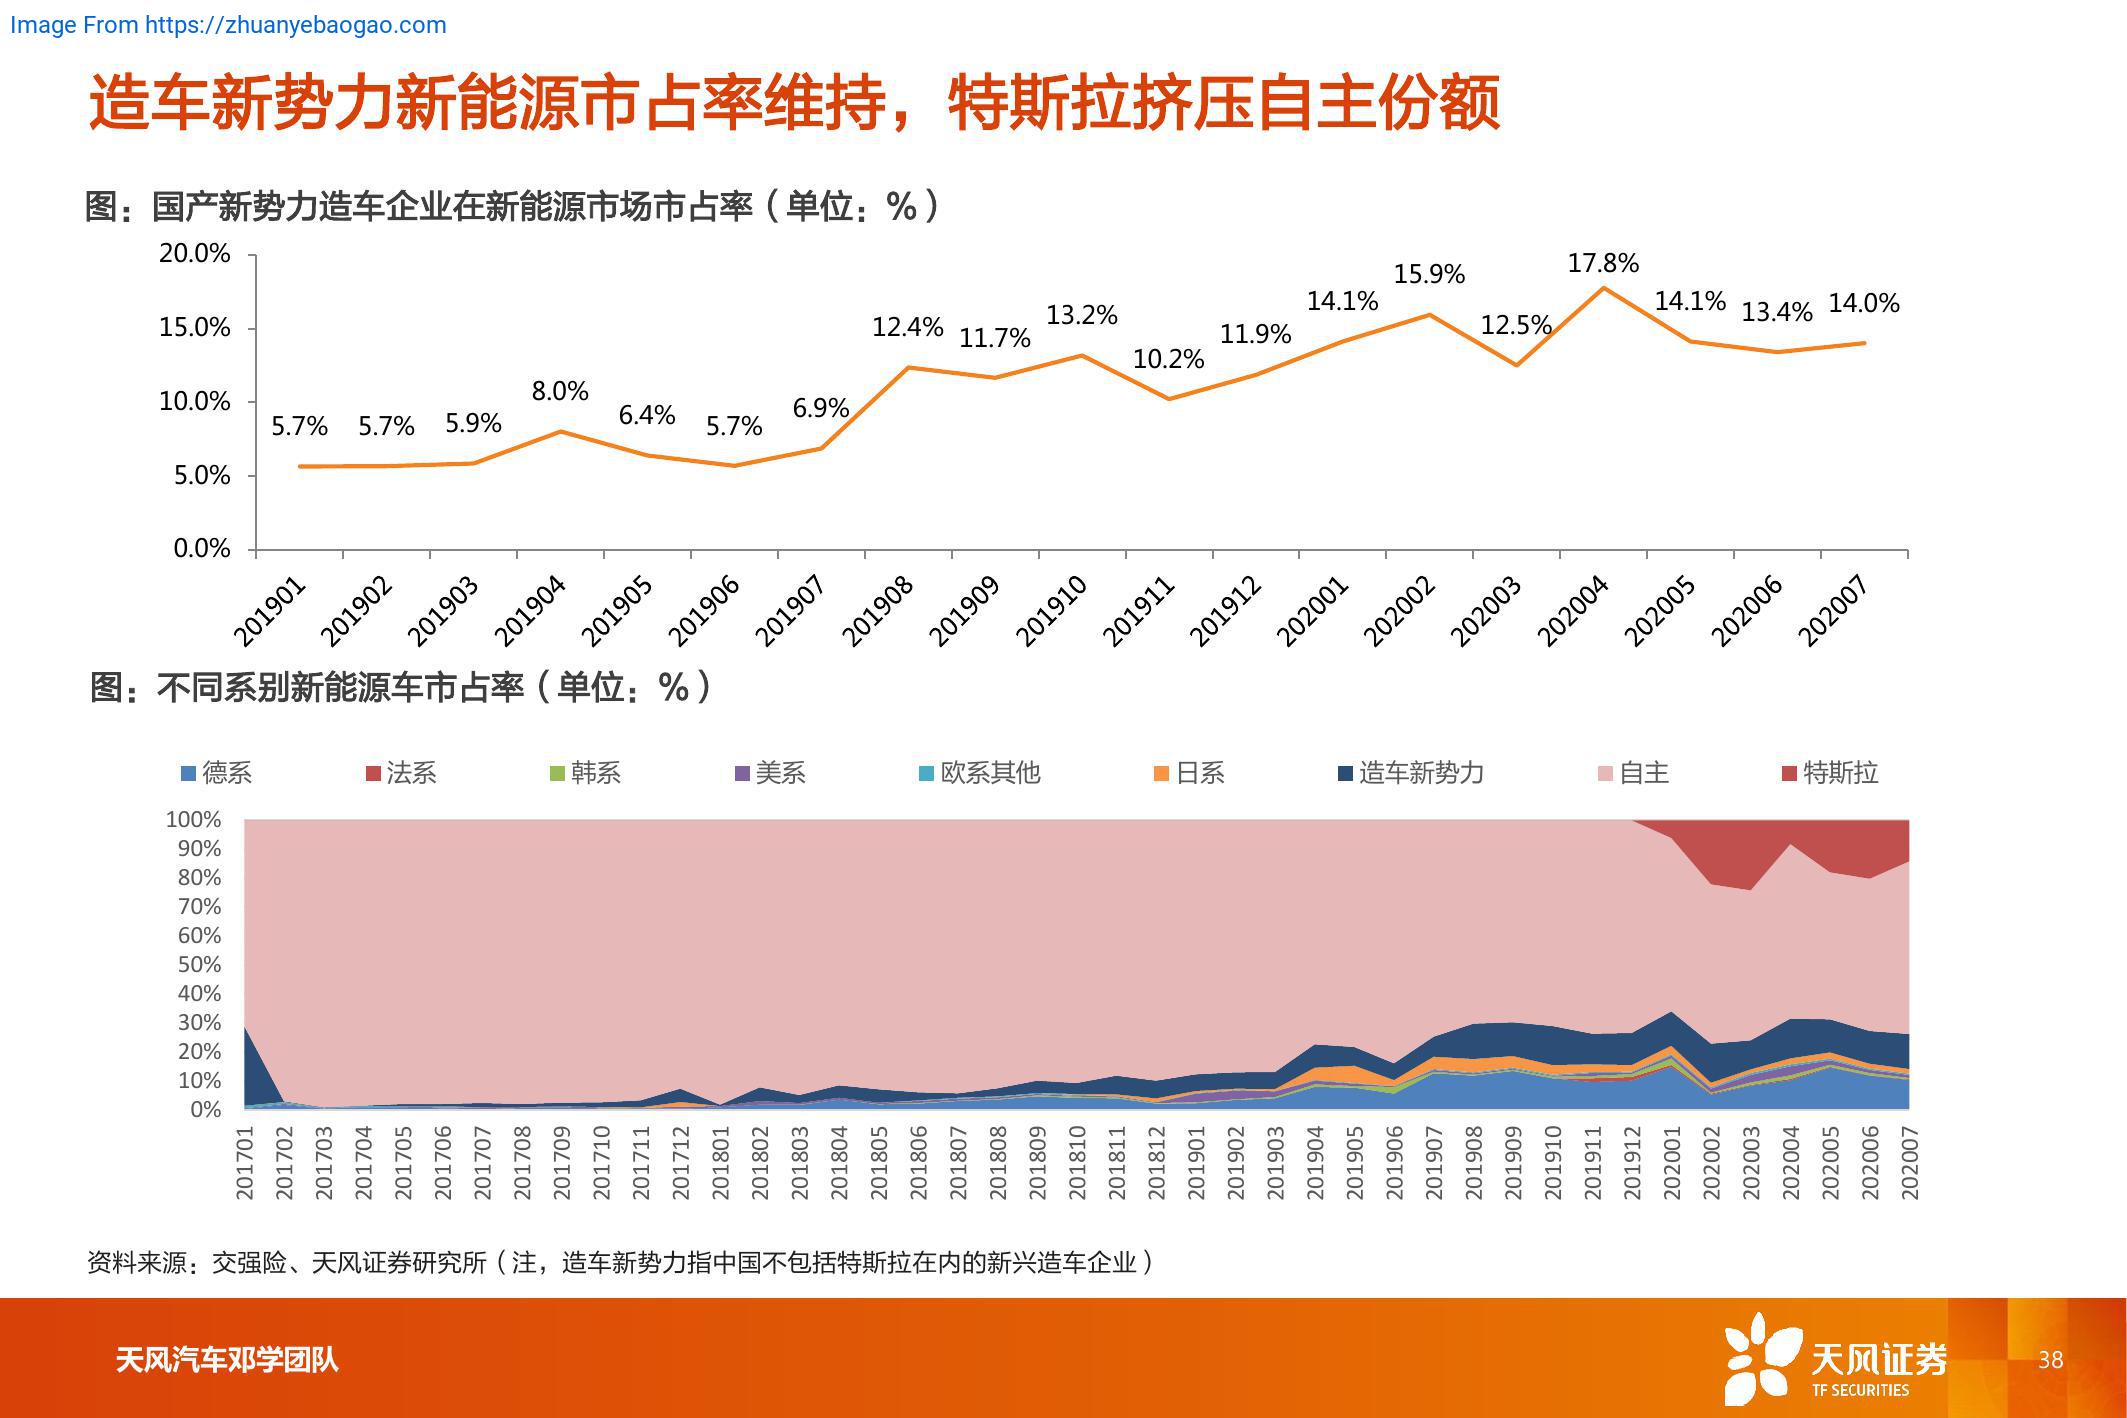 Image From https://zhuanyebaogao.com
造车新势力新能源市占率维持，特斯拉挤压自主份额
图：国产新势力造车企业在新能源市场市占率（单位：%）
20.0%
15.0%
10.0%
5.0%
0.0%
5.7% 5.7% 5.9% 8.0% 6.4% 5.7% 6.9% 12.4% 11.7% 13.2% 10.2% 11.9% 14.1% 15.9% 12.5% 17.8% 14.1% 13.4% 14.0%
201901 201902 201903 201904 201905 201906 201907 201908 201909 201910 201911 201912 202001 202002 202003 202004 202005 202006 202007
图：不同系别新能源车市占率（单位：%）
德系 法系 韩系 美系 欧系其他 日系 造车新势力 自主 特斯拉
100%
90%
80%
70%
60%
50%
40%
30%
20%
10%
0%
201701 201702 201703 201704 201705 201706 201707 201708 201709 201710 201711 201712 201801 201802 201803 201804 201805 201806 201807 201808 201809 201810 201811 201812 201901 201902 201903 201904 201905 201906 201907 201908 201909 201910 201911 201912 202001 202002 202003 202004 202005 202006 202007
资料来源：交强险、天风证券研究所（注，造车新势力指中国不包括特斯拉在内的新兴造车企业）
天风汽车邓学团队
天风证券
TF SECURITIES
38